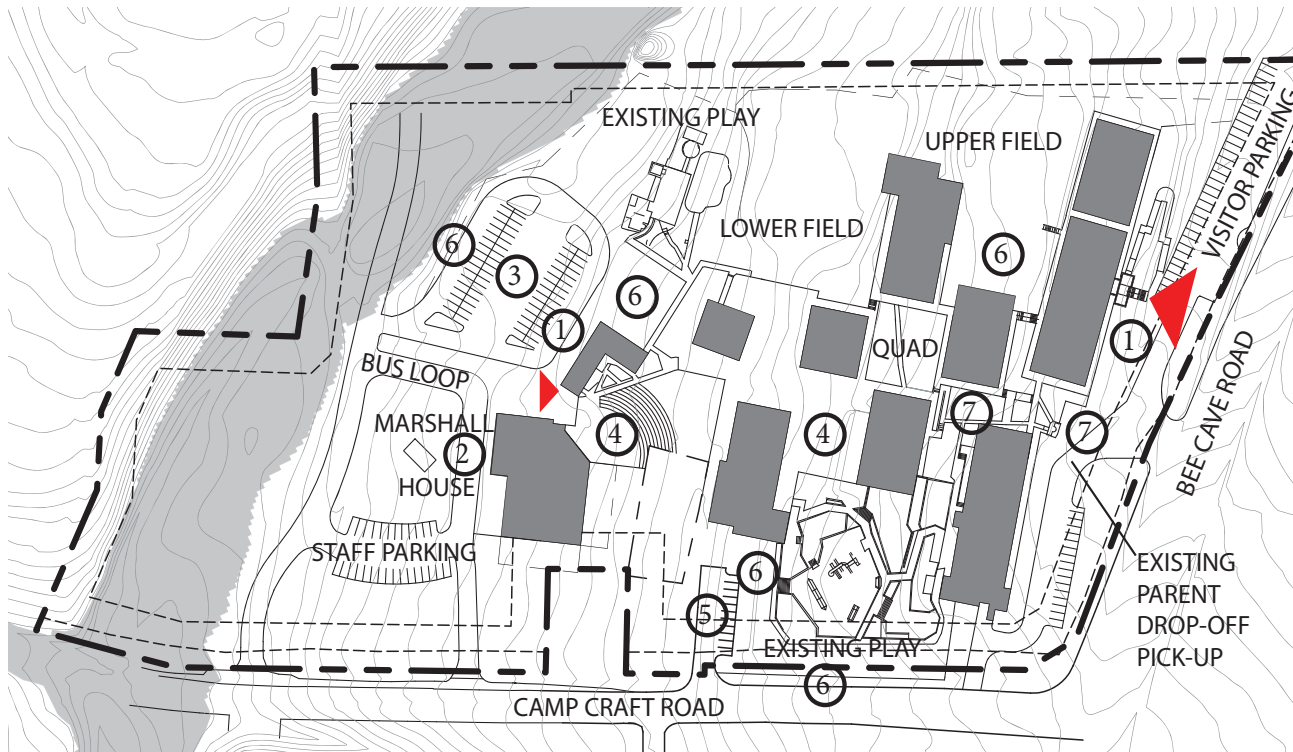 EXISTING PLAY
UPPER FIELD
VISITOR PARKING
LOWER FIELD
6
6
3
6
1
1
QUAD
BUS LOOP
BEE CAVE ROAD
MARSHALL
HOUSE
2
4
4
7
7
STAFF PARKING
EXISTING
PARENT
DROP-OFF
PICK-UP
6
5
EXISTING PLAY
6
CAMP CRAFT ROAD